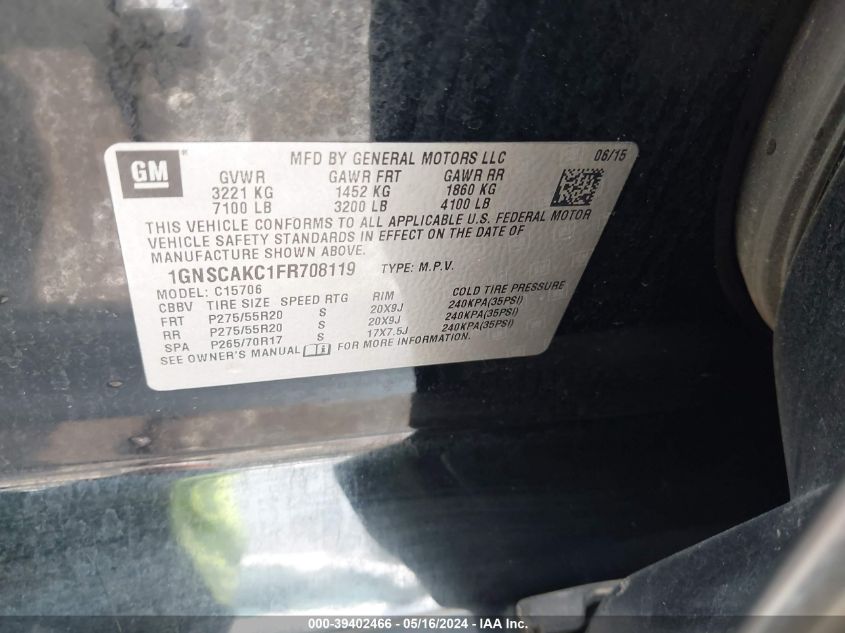 GM ® MFD BY GENERAL MOTORS LLC 06/15
GVWR GAWR FRT GAWR RR
3221 KG 1452 KG 1860 KG
7100 LB 3200 LB 4100 LB
THIS VEHICLE CONFORMS TO ALL APPLICABLE U.S. FEDERAL MOTOR
VEHICLE SAFETY STANDARDS IN EFFECT ON THE DATE OF
MANUFACTURE SHOWN ABOVE.
1GNSCAKC1FR708119 TYPE: M.P.V.
MODEL: C15706
CBBV TIRE SIZE SPEED RTG RIM COLD TIRE PRESSURE
FRT P275/55R20 S 20X9J 240KPA(35PSI)
RR P275/55R20 S 20X9J 240KPA(35PSI)
SPA P265/70R17 S 17X7.5J 240KPA(35PSI)
SEE OWNER'S MANUAL i FOR MORE INFORMATION.
000-39402466 - 05/16/2024 - IAA Inc.